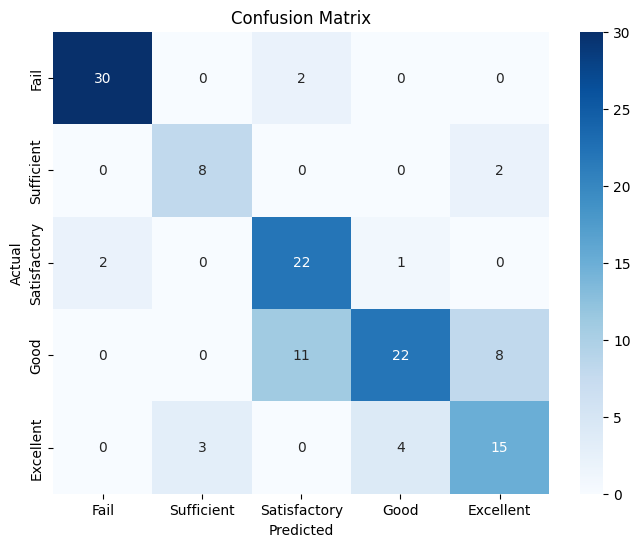 Confusion Matrix
Actual
Fail 30 0 2 0 0
Sufficient 0 8 0 0 2
Satisfactory 2 0 22 1 0
Good 0 0 11 22 8
Excellent 0 3 0 4 15
Fail Sufficient Satisfactory Good Excellent
Predicted
30
25
20
15
10
5
0